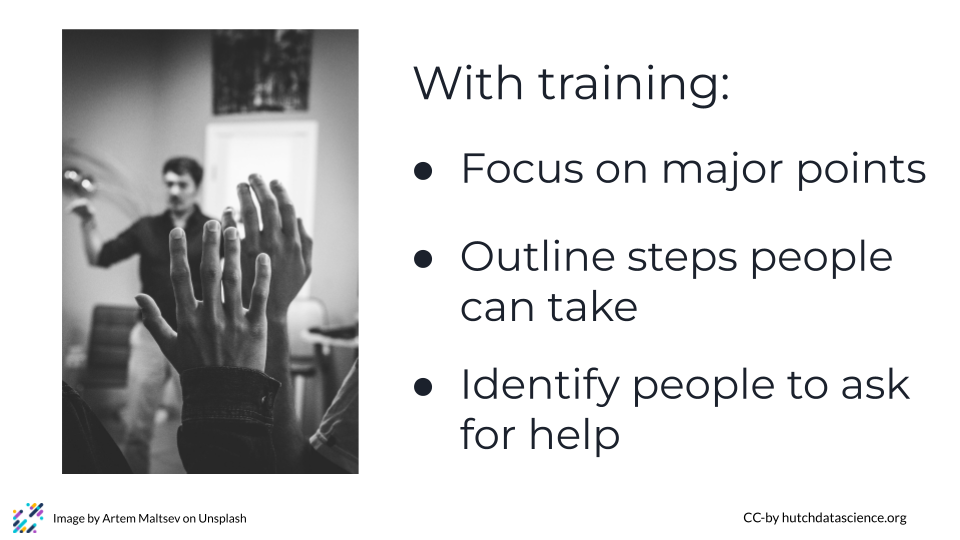 With training:
● Focus on major points
● Outline steps people
can take
● Identify people to ask
for help
Image by Artem Maltsev on Unsplash
CC-by hutchdatascience.org